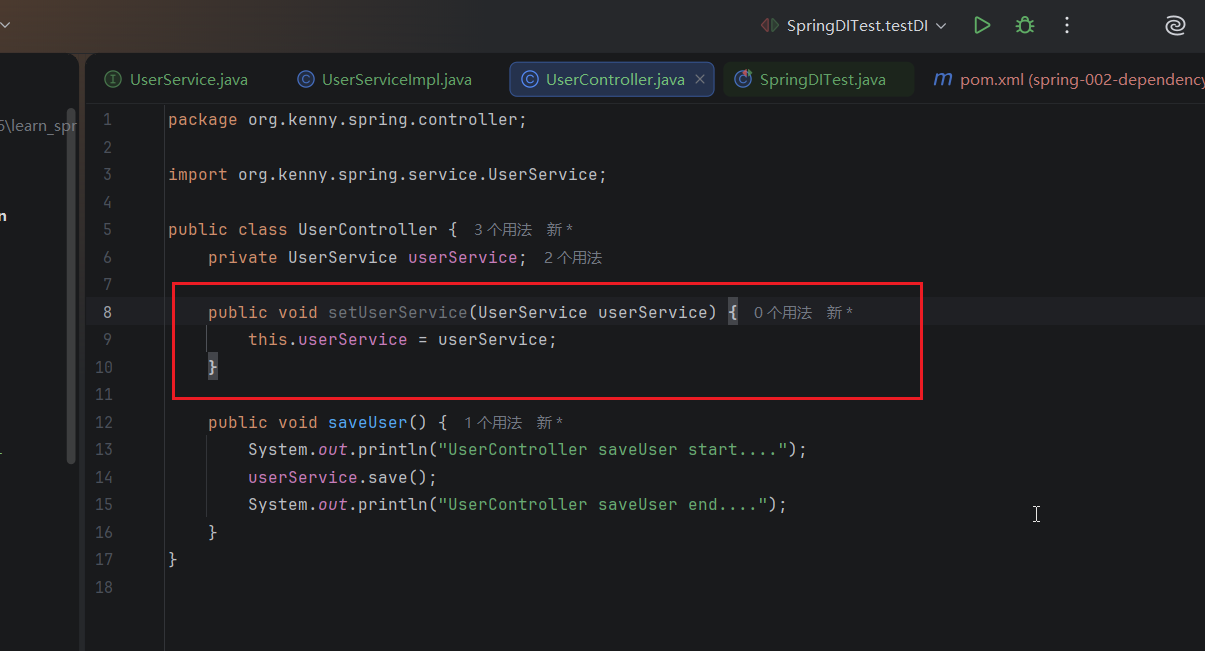 SpringDITest.testDI
UserService.java UserServiceImpl.java UserController.java SpringDITest.java pom.xml (spring-002-dependency
5\learn_spr
n
1 package org.kenny.spring.controller;
2
3 import org.kenny.spring.service.UserService;
4
5 public class UserController { 3 个用法 新 *
6 private UserService userService; 2 个用法
7
8 public void setUserService(UserService userService) { 0 个用法 新 *
9 this.userService = userService;
10 }
11
12 public void saveUser() { 1 个用法 新 *
13 System.out.println("UserController saveUser start....");
14 userService.save();
15 System.out.println("UserController saveUser end....");
16 }
17 }
18